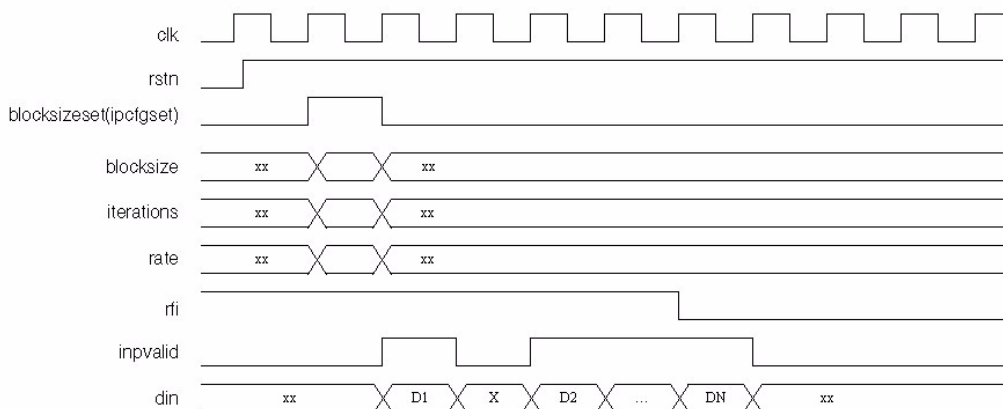 clk
rstn
blocksizeset(ipcfgset)
blocksize xx xx
iterations xx xx
rate xx xx
rfi
inpvalid
din xx D1 X D2 ... DN xx